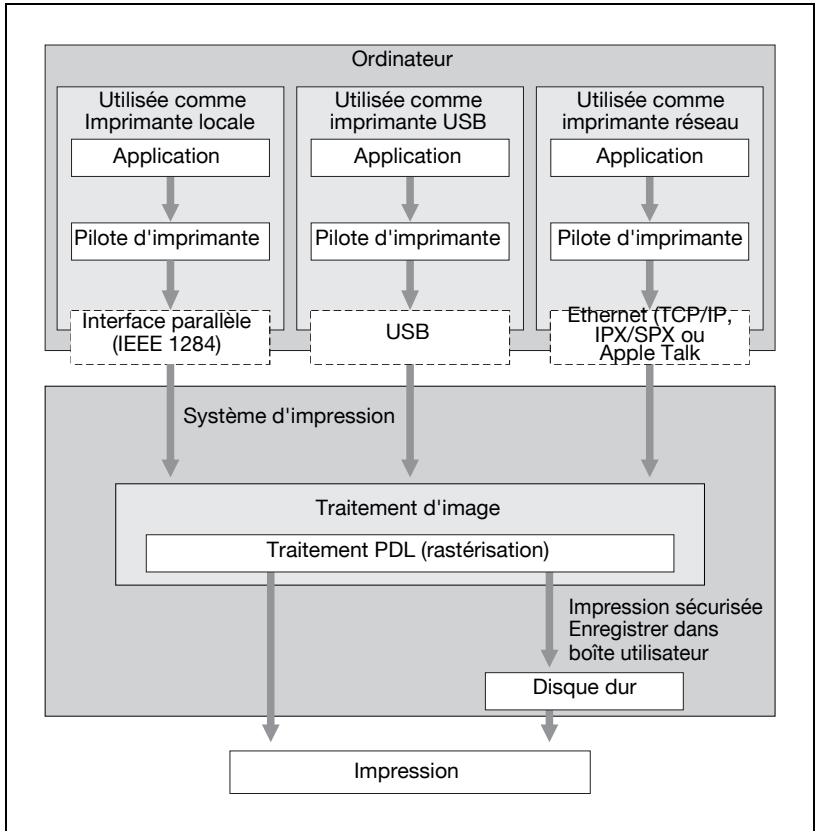 Ordinateur
Utilisée comme
Imprimante locale
Application
Pilote d'imprimante
Interface parallèle
(IEEE 1284)
Utilisée comme
imprimante USB
Application
Pilote d'imprimante
USB
Utilisée comme
imprimante réseau
Application
Pilote d'imprimante
Ethernet (TCP/IP,
IPX/SPX ou
Apple Talk
Système d'impression
Traitement d'image
Traitement PDL (rastérisation)
Impression sécurisée
Enregistrer dans
boîte utilisateur
Disque dur
Impression